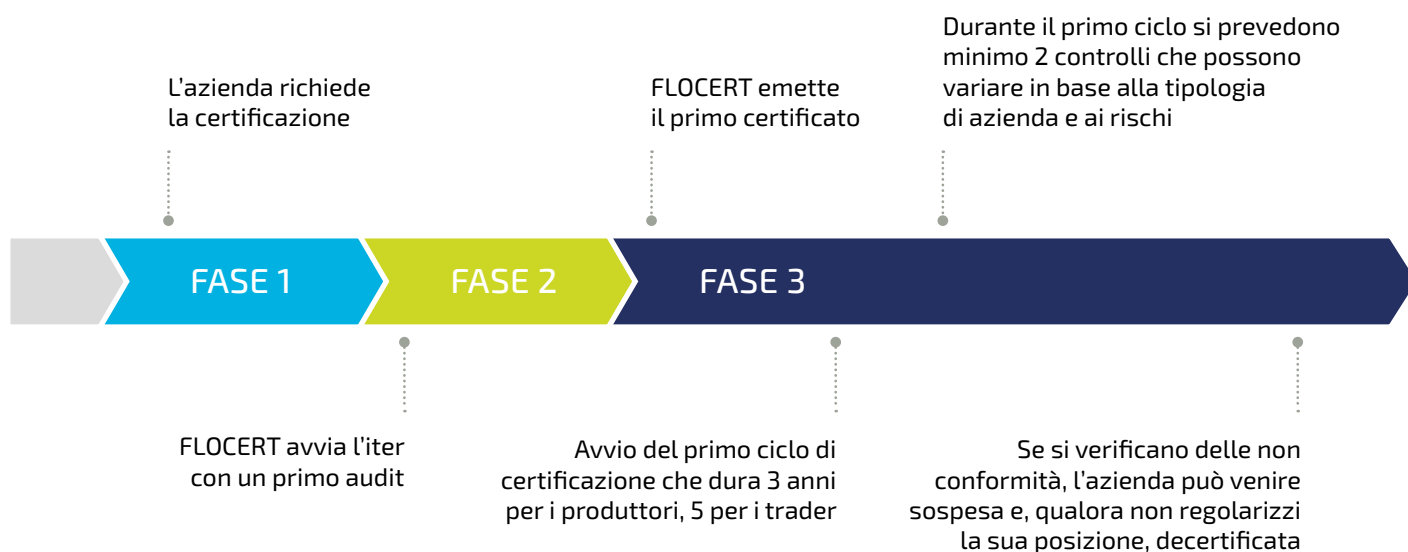 Durante il primo ciclo si prevedono
minimo 2 controlli che possono
variare in base alla tipologia
di azienda e ai rischi
L'azienda richiede
la certificazione
FLOCERT emette
il primo certificato
FASE 1
FASE 2
FASE 3
FLOCERT avvia l'iter
con un primo audit
Avvio del primo ciclo di
certificazione che dura 3 anni
per i produttori, 5 per i trader
Se si verificano delle non
conformità, l'azienda può venire
sospesa e, qualora non regolarizzi
la sua posizione, decertificata